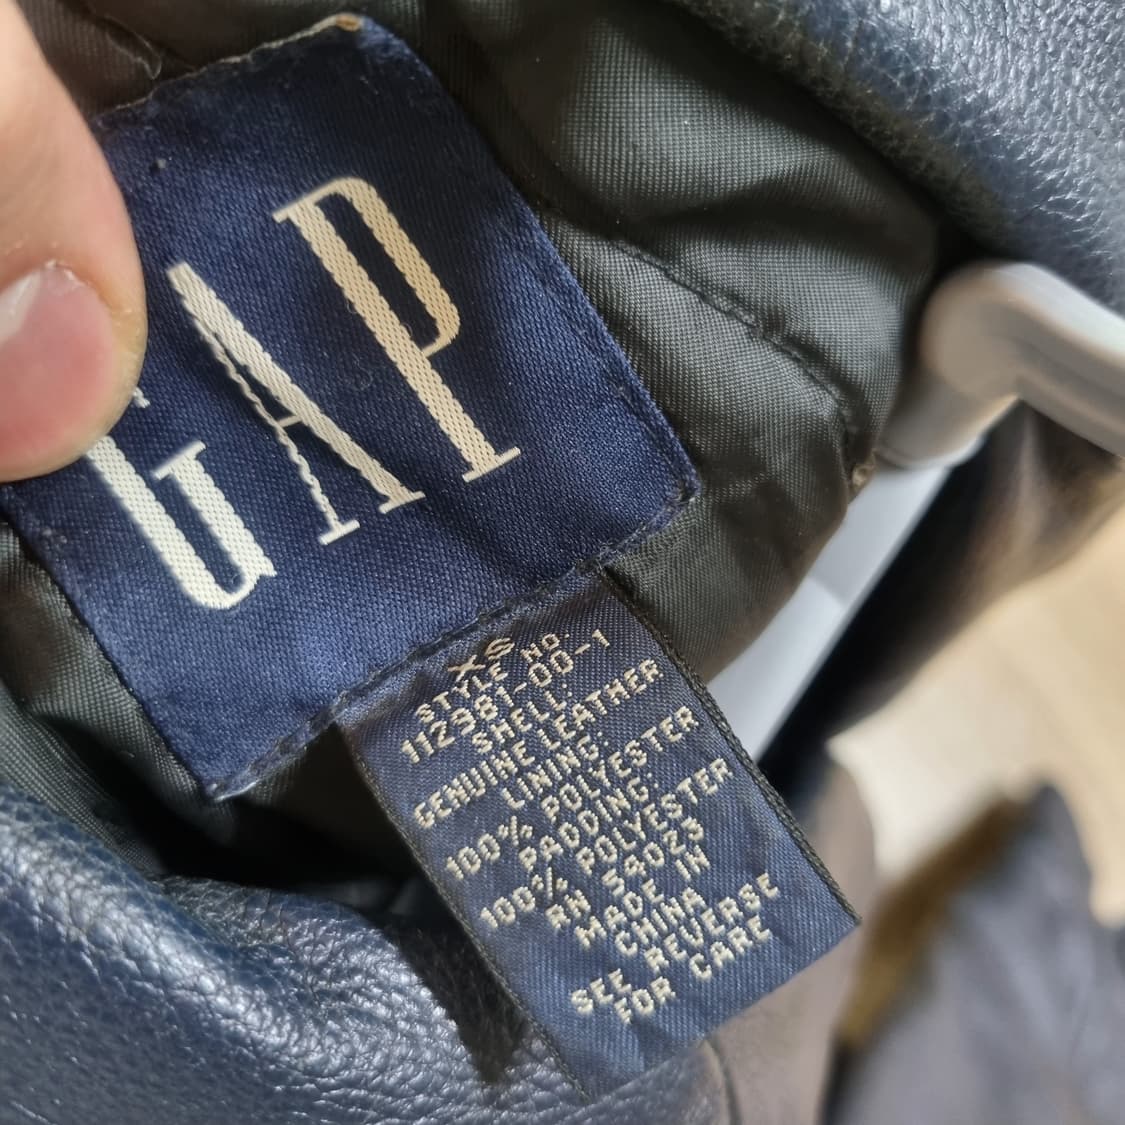 GAP
XS
STYLE NO.
112981-00-1
SHELL:
GENUINE LEATHER
LINING:
100% POLYESTER
PADDING:
100% POLYESTER
RN 54023
MADE IN
CHINA
SEE REVERSE
FOR CARE